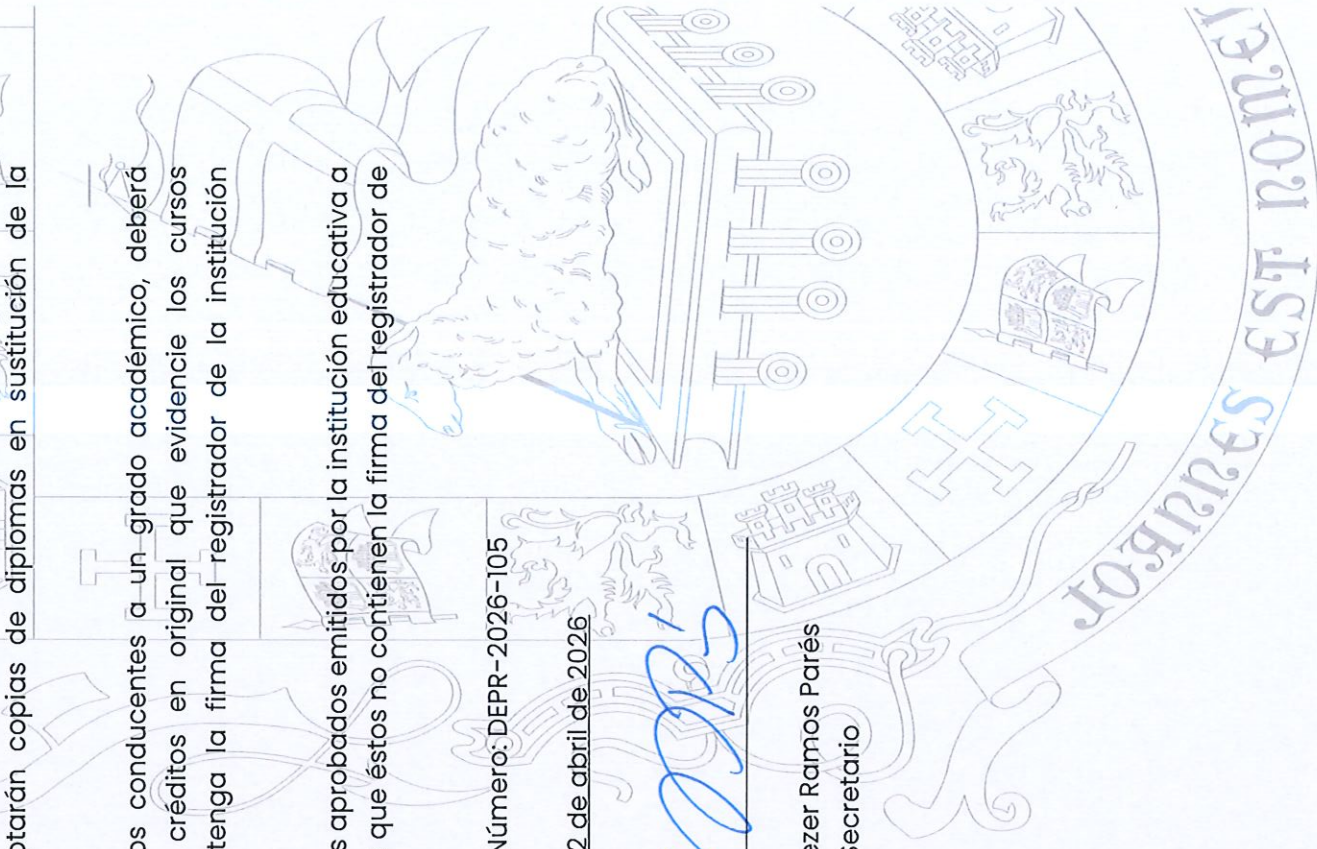 otarán copias de diplomas en sustitución de la
os conducentes a un grado académico, deberá
créditos en original que evidencie los cursos
tenga la firma del registrador de la institución
s aprobados emitidos por la institución educativa a
que éstos no contienen la firma del registrador de
Número: DEPR-2026-105
2 de abril de 2026
ezer Ramos Parés
Secretario
JOANNES EST NOMEN